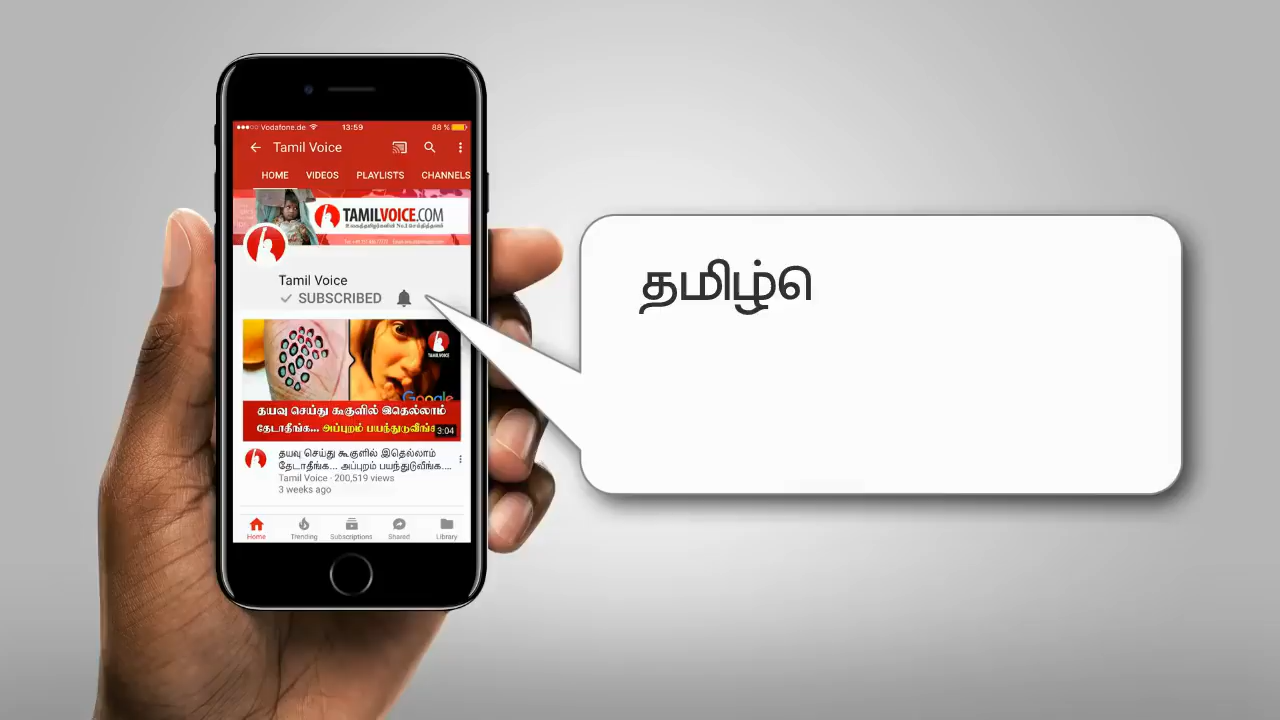 Vodafone.de 13:59 88 %
Tamil Voice
HOME VIDEOS PLAYLISTS CHANNELS
TAMILVOICE.COM
Tamil Voice
SUBSCRIBED
TAMILVOICE
Google
தயவு செய்து கூகுளில் இதெல்லாம்
தேடாதீங்க... அப்புறம் பயந்துடுவீங்க
3:04
தயவு செய்து கூகுளில் இதெல்லாம்
தேடாதீங்க... அப்புறம் பயந்துடுவீங்க....
Tamil Voice · 200,519 views
3 weeks ago
Home Trending Subscriptions Shared Library
தமிழ்ெ